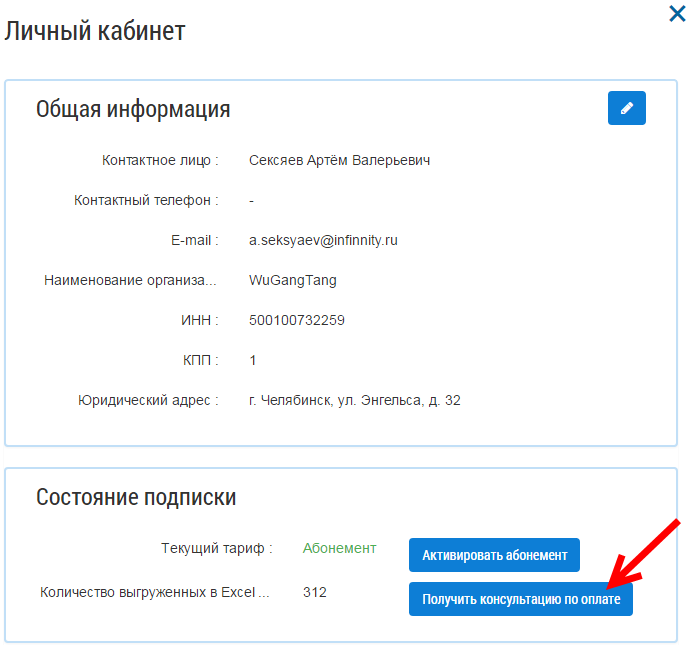 Личный кабинет
Общая информация
Контактное лицо : Сексяев Артём Валерьевич
Контактный телефон : -
E-mail : a.seksyaev@infinnity.ru
Наименование организа... WuGangTang
ИНН : 500100732259
КПП : 1
Юридический адрес : г. Челябинск, ул. Энгельса, д. 32
Состояние подписки
Текущий тариф : Абонемент Активировать абонемент
Количество выгруженных в Excel ... 312 Получить консультацию по оплате